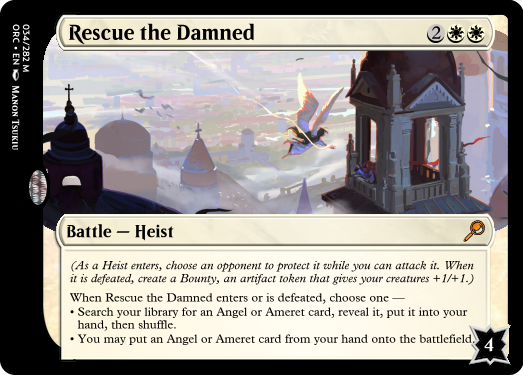 Rescue the Damned
2
034/282 M
ORC • EN MANON TSUKIU
Battle — Heist
(As a Heist enters, choose an opponent to protect it while you can attack it. When
it is defeated, create a Bounty, an artifact token that gives your creatures +1/+1.)
When Rescue the Damned enters or is defeated, choose one —
• Search your library for an Angel or Ameret card, reveal it, put it into your
hand, then shuffle.
• You may put an Angel or Ameret card from your hand onto the battlefield.
4